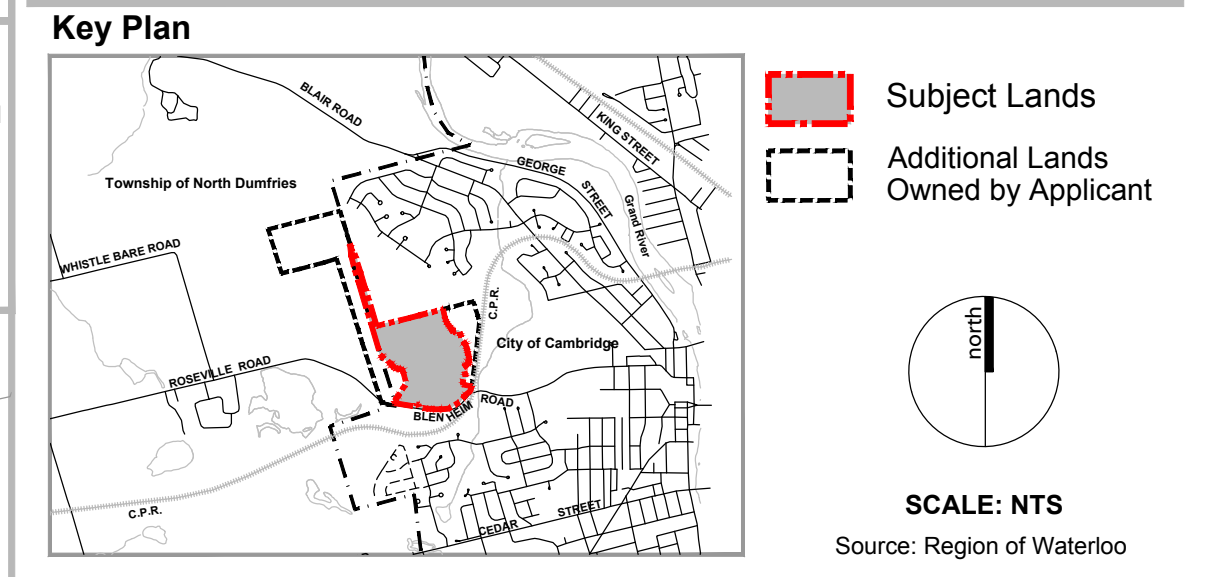 Key Plan
BLAIR ROAD
KING STREET
GEORGE STREET
Grand River
Township of North Dumfries
WHISTLE BARE ROAD
C.P.R.
City of Cambridge
ROSEVILLE ROAD
BLENHEIM ROAD
C.P.R.
CEDAR STREET
Subject Lands
Additional Lands
Owned by Applicant
north
SCALE: NTS
Source: Region of Waterloo